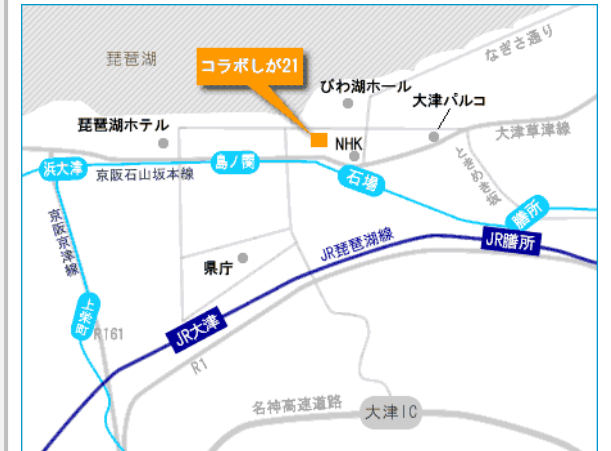 琵琶湖
コラボしが21
なぎさ通り
びわ湖ホール
大津パルコ
琵琶湖ホテル
NHK
大津草津線
ときめき坂
浜大津
京阪石山坂本線
島ノ関
石場
膳所
京阪京津線
県庁
JR琵琶湖線
JR膳所
上栄町
R161
JR大津
R1
名神高速道路
大津IC